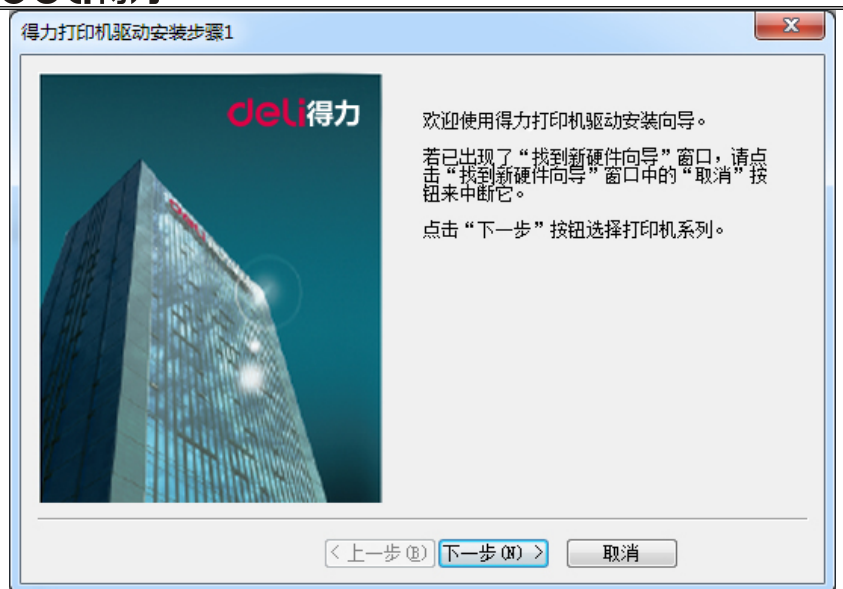 得力打印机驱动安装步骤1
deli得力
欢迎使用得力打印机驱动安装向导。
若已出现了“找到新硬件向导”窗口，请点
击“找到新硬件向导”窗口中的“取消”按
钮来中断它。
点击“下一步”按钮选择打印机系列。
deli
< 上一步(B)
下一步(N) >
取消